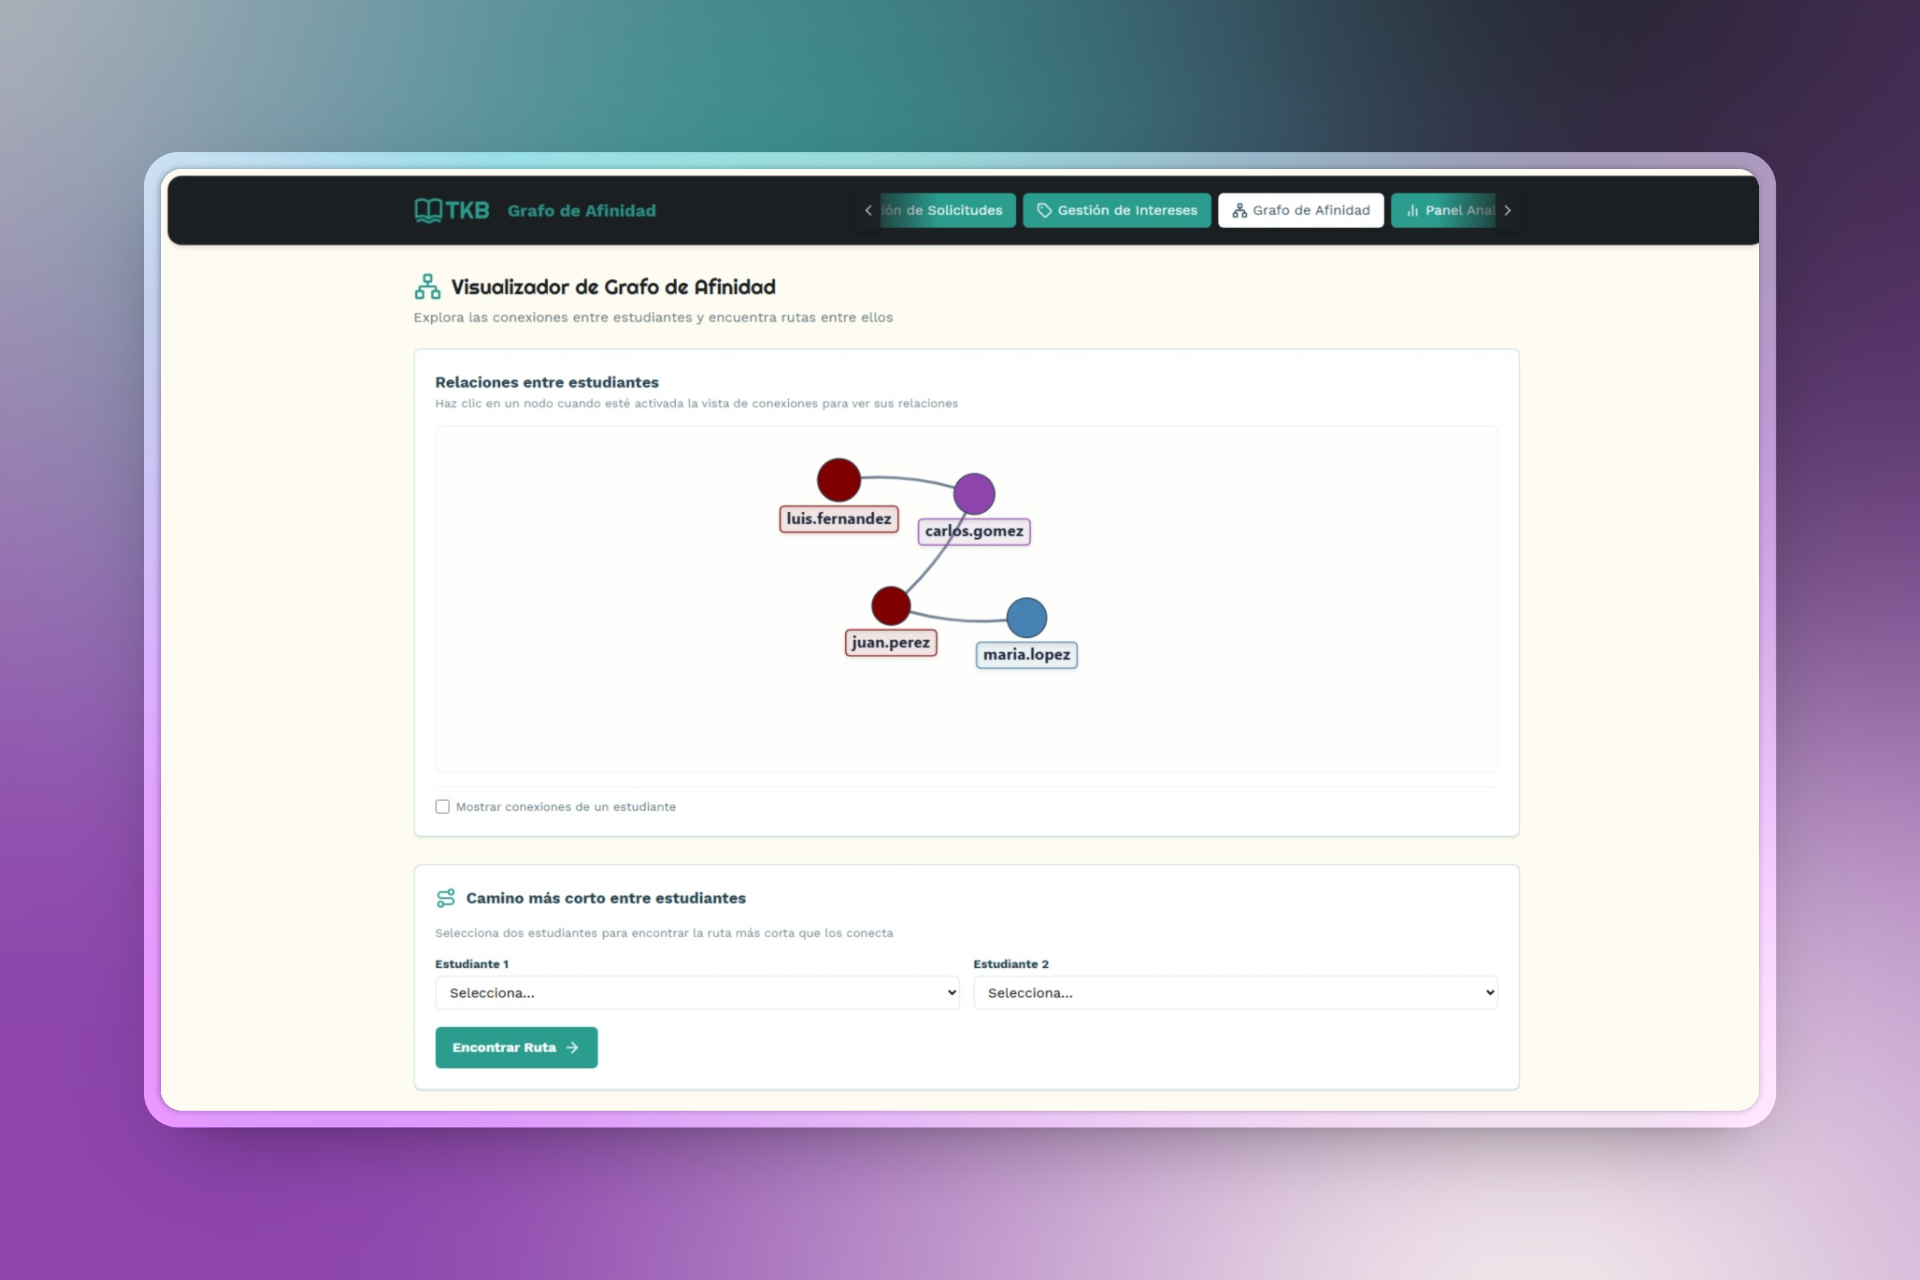 TKB Grafo de Afinidad
ión de Solicitudes
Gestión de Intereses
Grafo de Afinidad
Panel Anal
Visualizador de Grafo de Afinidad
Explora las conexiones entre estudiantes y encuentra rutas entre ellos
Relaciones entre estudiantes
Haz clic en un nodo cuando esté activada la vista de conexiones para ver sus relaciones
luis.fernandez
carlos.gomez
juan.perez
maria.lopez
Mostrar conexiones de un estudiante
Camino más corto entre estudiantes
Selecciona dos estudiantes para encontrar la ruta más corta que los conecta
Estudiante 1
Selecciona...
Estudiante 2
Selecciona...
Encontrar Ruta